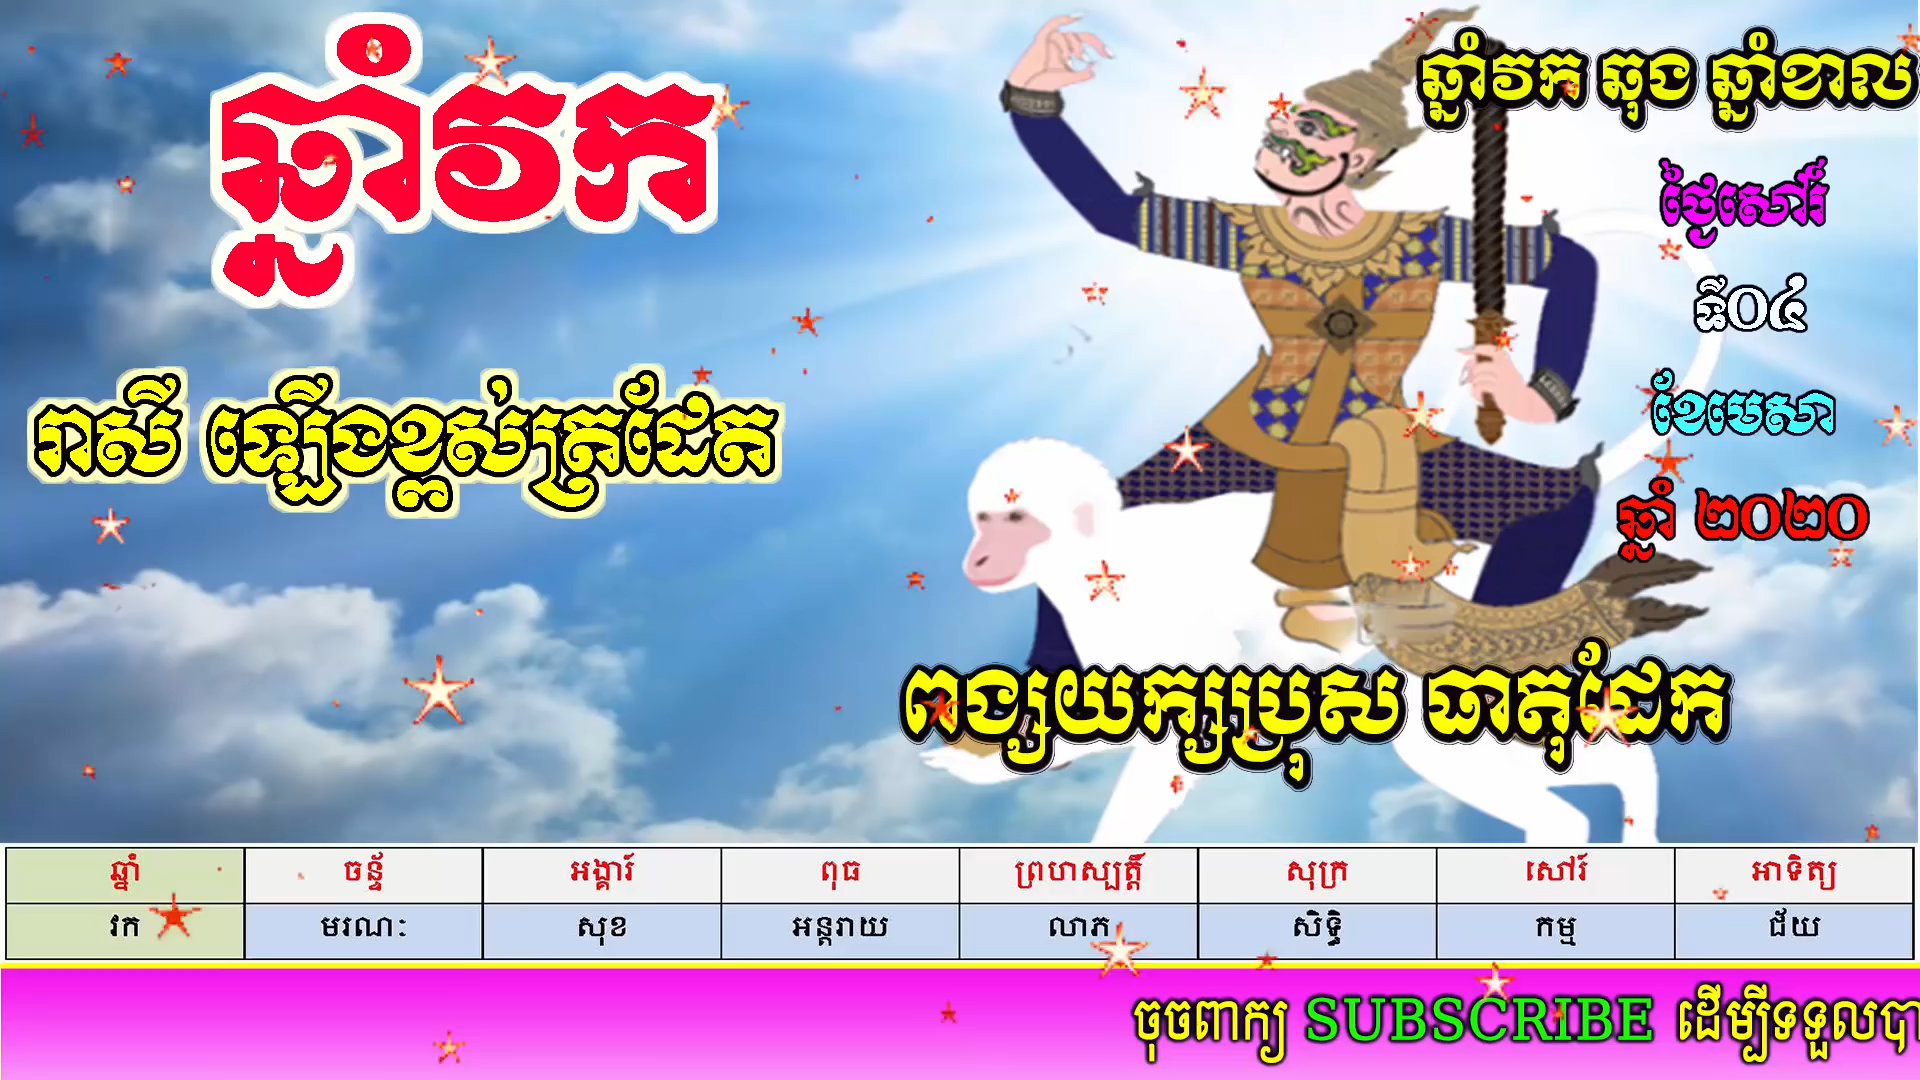 ឆ្នាំវក
រាសី ឡើងខ្ពស់ត្រដែត
ឆ្នាំវក ឆុង ឆ្នាំខាល
ថ្ងៃសៅរ៍
ទី០៤
ខែមេសា
ឆ្នាំ ២០២០
ពង្សយក្សប្រុស ធាតុដែក
ឆ្នាំ ចន្ទ័ អង្គារ៍ ពុធ ព្រហស្បត្តិ៍ សុក្រ សៅរ៍ អាទិត្យ
វក មរណៈ សុខ អន្តរាយ លាភ សិទ្ធិ កម្ម ជ័យ
ចុចពាក្យ SUBSCRIBE ដើម្បីទទួលបា